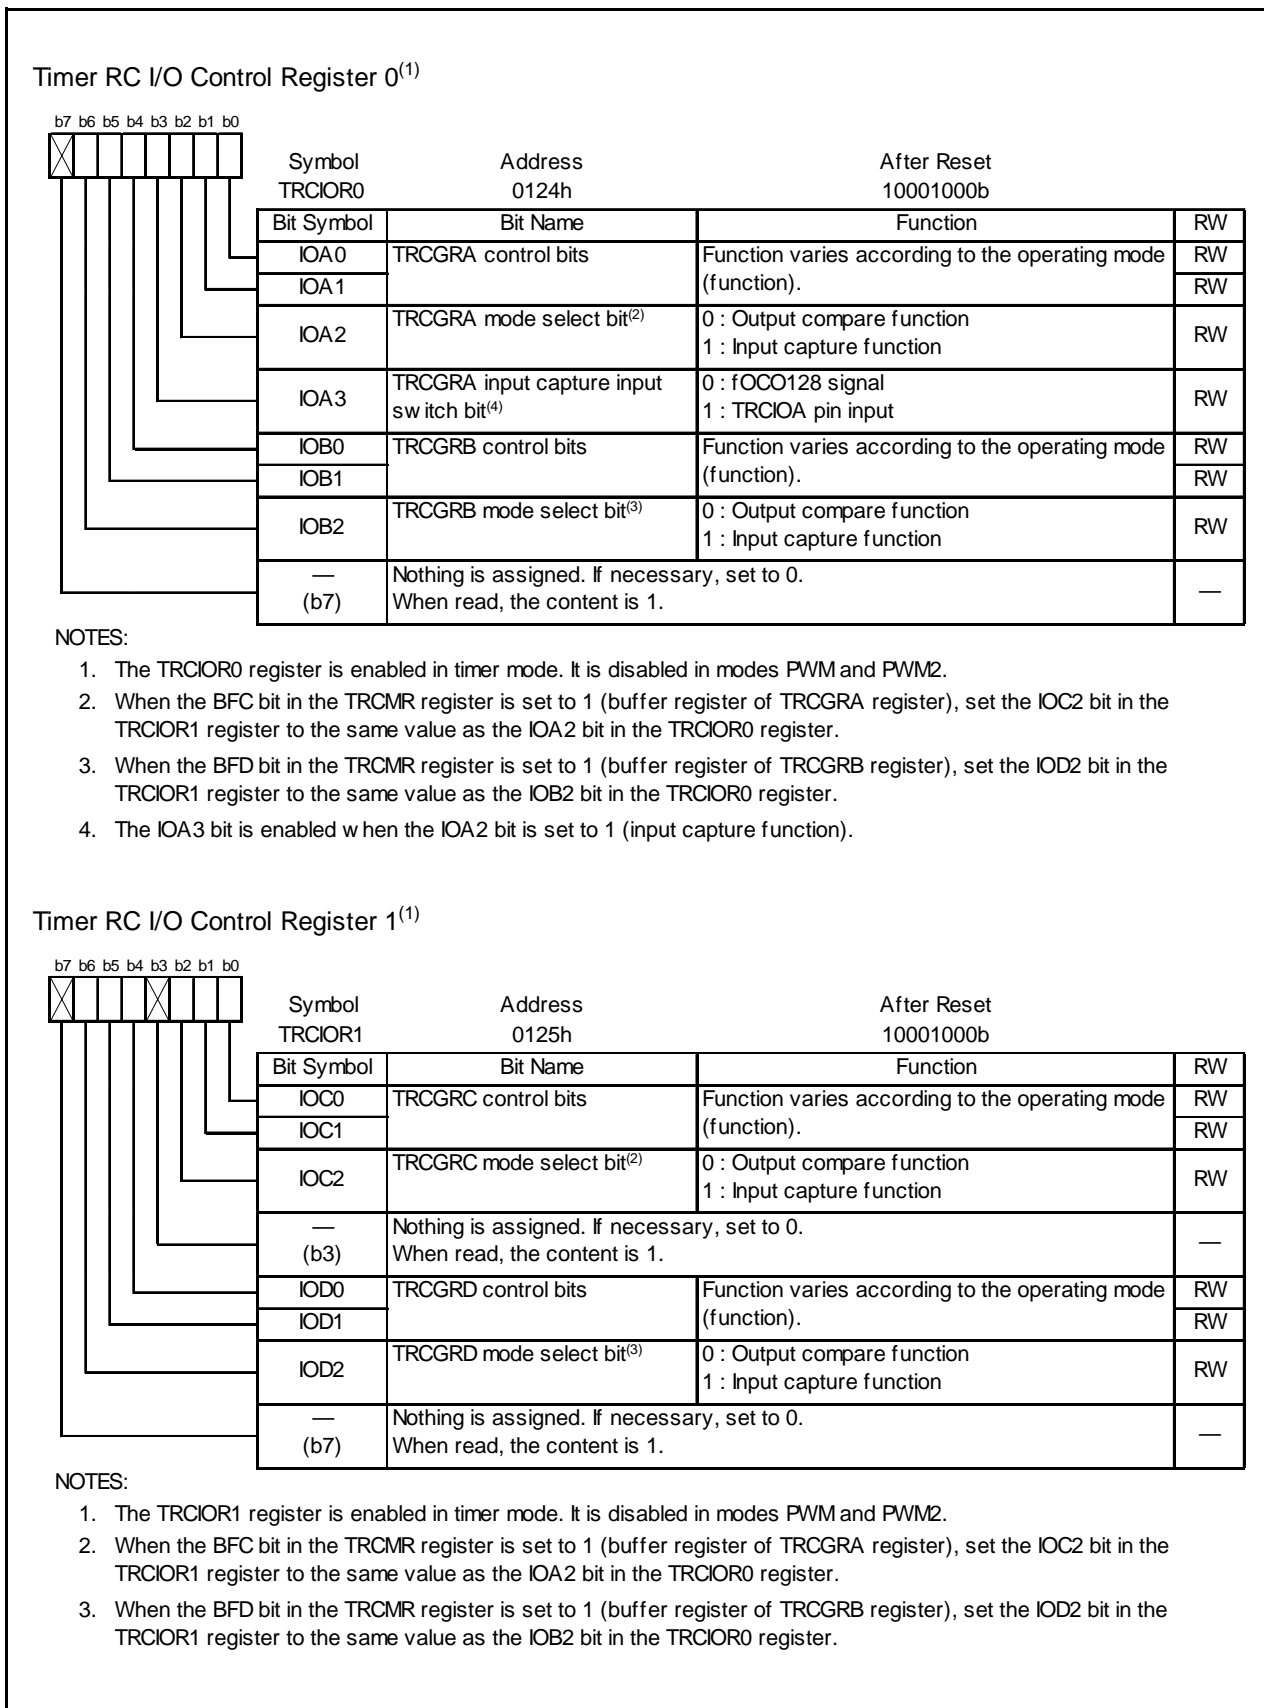 Timer RC I/O Control Register 0(1)
b7 b6 b5 b4 b3 b2 b1 b0
Symbol Address After Reset
TRCIOR0 0124h 10001000b
Bit Symbol Bit Name Function RW
IOA0 TRCGRA control bits Function varies according to the operating mode RW
IOA1 (function). RW
IOA2 TRCGRA mode select bit(2) 0 : Output compare function RW
1 : Input capture function
IOA3 TRCGRA input capture input 0 : fOCO128 signal RW
switch bit(4) 1 : TRCIOA pin input
IOB0 TRCGRB control bits Function varies according to the operating mode RW
IOB1 (function). RW
IOB2 TRCGRB mode select bit(3) 0 : Output compare function RW
1 : Input capture function
— Nothing is assigned. If necessary, set to 0. —
(b7) When read, the content is 1.
NOTES:
1. The TRCIOR0 register is enabled in timer mode. It is disabled in modes PWM and PWM2.
2. When the BFC bit in the TRCMR register is set to 1 (buffer register of TRCGRA register), set the IOC2 bit in the
TRCIOR1 register to the same value as the IOA2 bit in the TRCIOR0 register.
3. When the BFD bit in the TRCMR register is set to 1 (buffer register of TRCGRB register), set the IOD2 bit in the
TRCIOR1 register to the same value as the IOB2 bit in the TRCIOR0 register.
4. The IOA3 bit is enabled when the IOA2 bit is set to 1 (input capture function).
Timer RC I/O Control Register 1(1)
b7 b6 b5 b4 b3 b2 b1 b0
Symbol Address After Reset
TRCIOR1 0125h 10001000b
Bit Symbol Bit Name Function RW
IOC0 TRCGRC control bits Function varies according to the operating mode RW
IOC1 (function). RW
IOC2 TRCGRC mode select bit(2) 0 : Output compare function RW
1 : Input capture function
— Nothing is assigned. If necessary, set to 0. —
(b3) When read, the content is 1.
IOD0 TRCGRD control bits Function varies according to the operating mode RW
IOD1 (function). RW
IOD2 TRCGRD mode select bit(3) 0 : Output compare function RW
1 : Input capture function
— Nothing is assigned. If necessary, set to 0. —
(b7) When read, the content is 1.
NOTES:
1. The TRCIOR1 register is enabled in timer mode. It is disabled in modes PWM and PWM2.
2. When the BFC bit in the TRCMR register is set to 1 (buffer register of TRCGRA register), set the IOC2 bit in the
TRCIOR1 register to the same value as the IOA2 bit in the TRCIOR0 register.
3. When the BFD bit in the TRCMR register is set to 1 (buffer register of TRCGRB register), set the IOD2 bit in the
TRCIOR1 register to the same value as the IOB2 bit in the TRCIOR0 register.